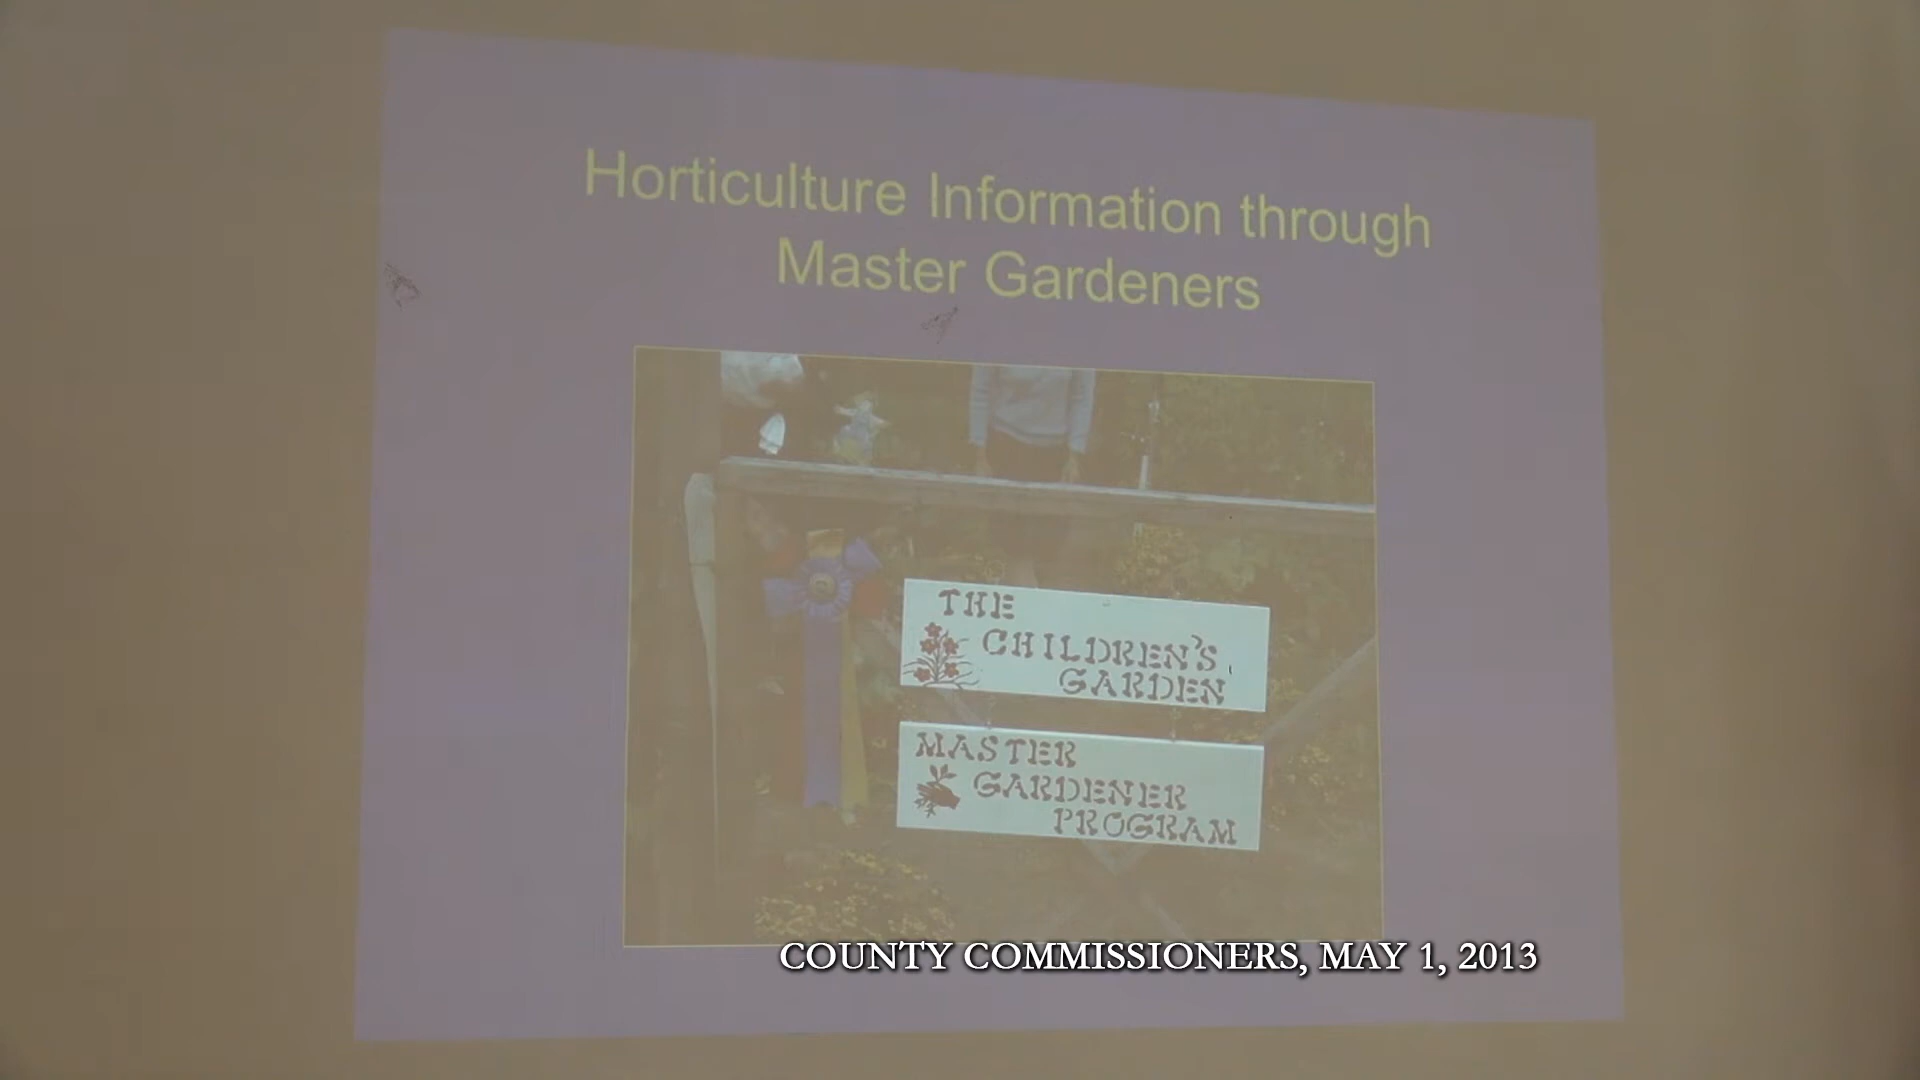 Horticulture Information through
Master Gardeners
THE
CHILDREN'S
GARDEN
MASTER
GARDENER
PROGRAM
COUNTY COMMISSIONERS, MAY 1, 2013